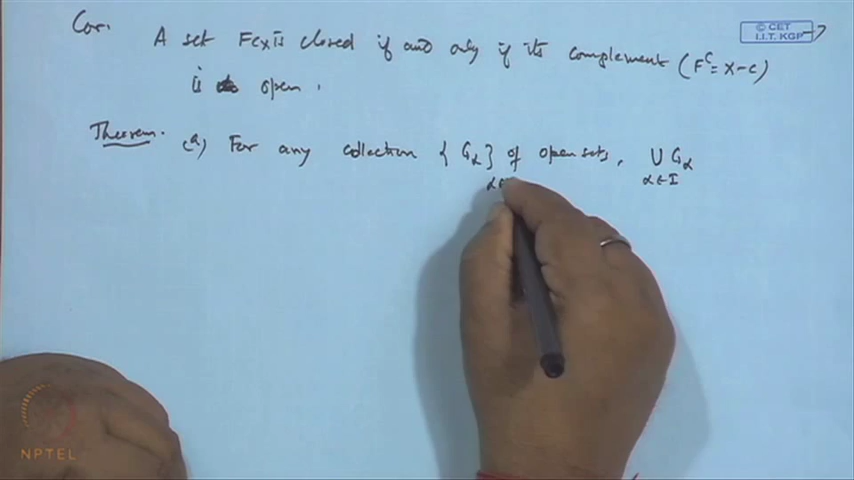 © CET
I.I.T. KGP
Cor. A set F⊂X is closed if and only if its complement (F^c = X - C)
is open.
Theorem. (a) For any collection {G_α} of open sets, ∪ G_α
α∈ α∈I
NPTEL